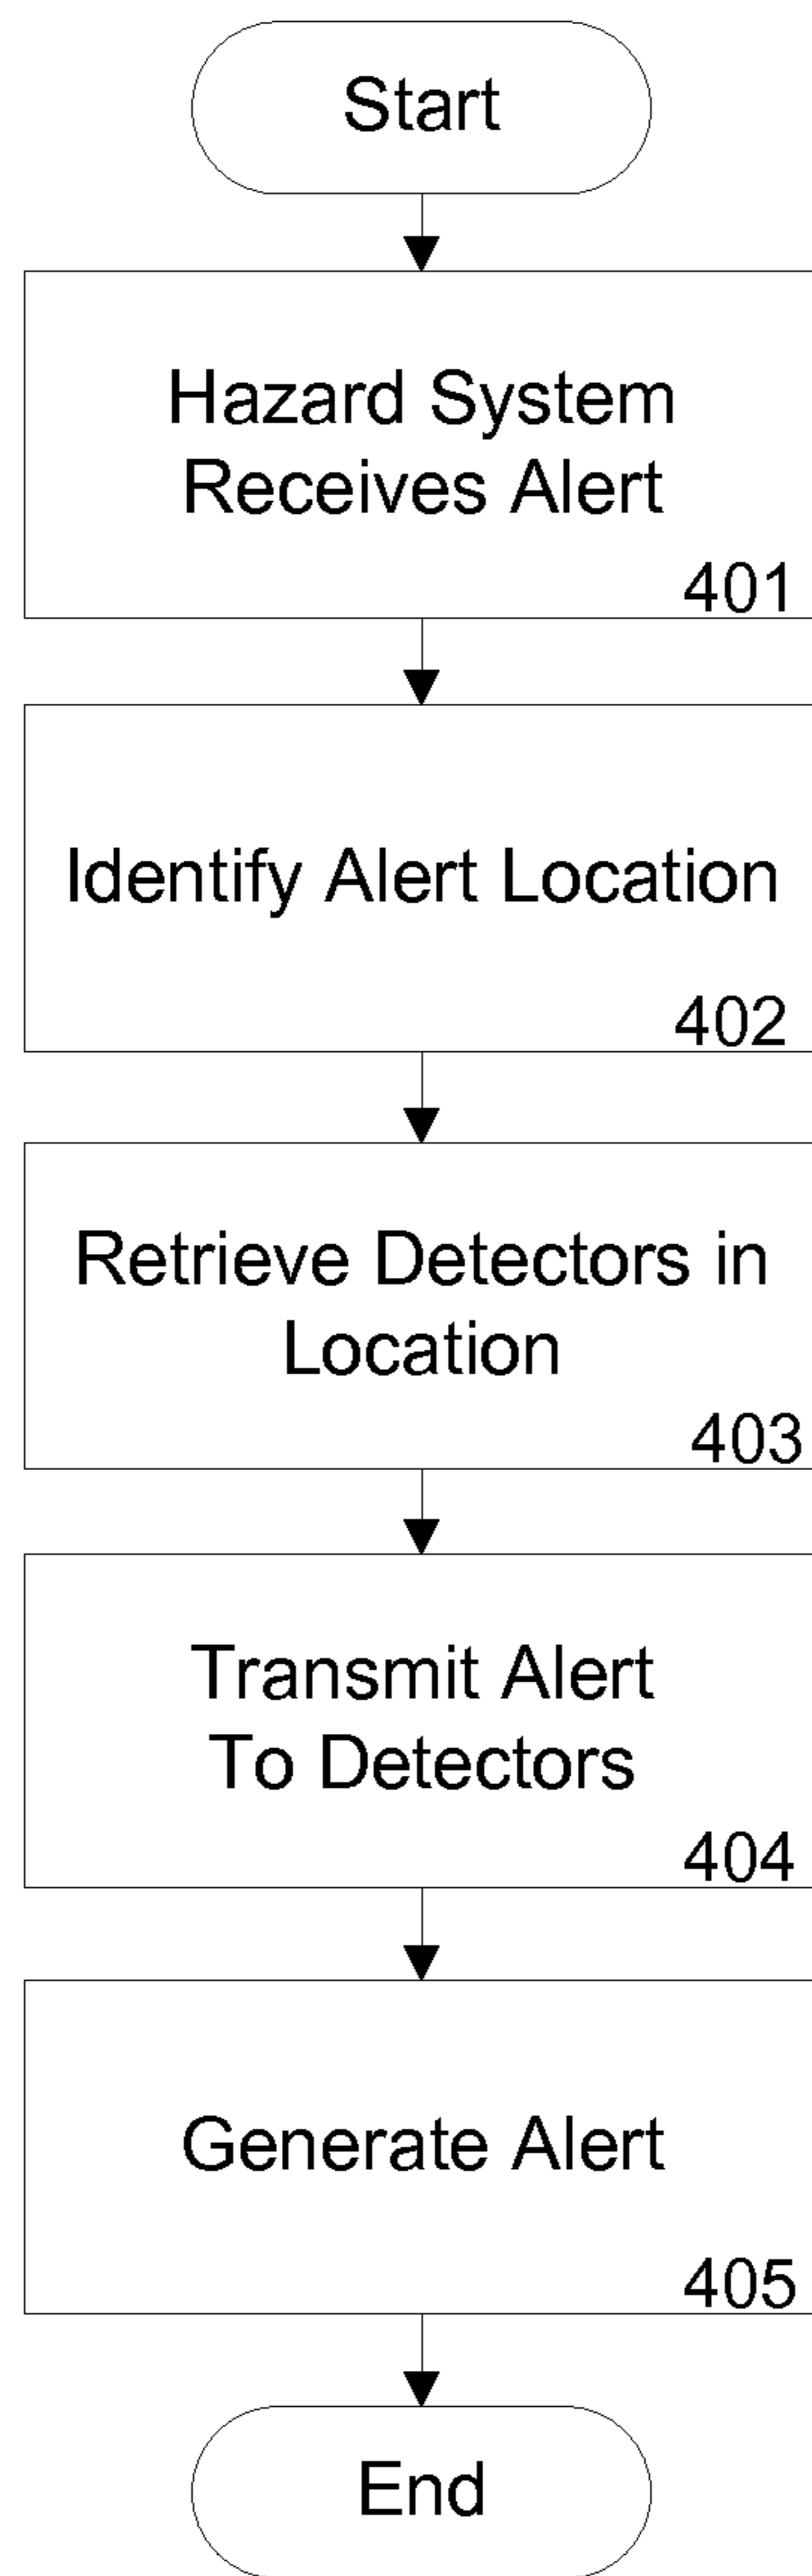 Start
Hazard System
Receives Alert
401
Identify Alert Location
402
Retrieve Detectors in
Location
403
Transmit Alert
To Detectors
404
Generate Alert
405
End